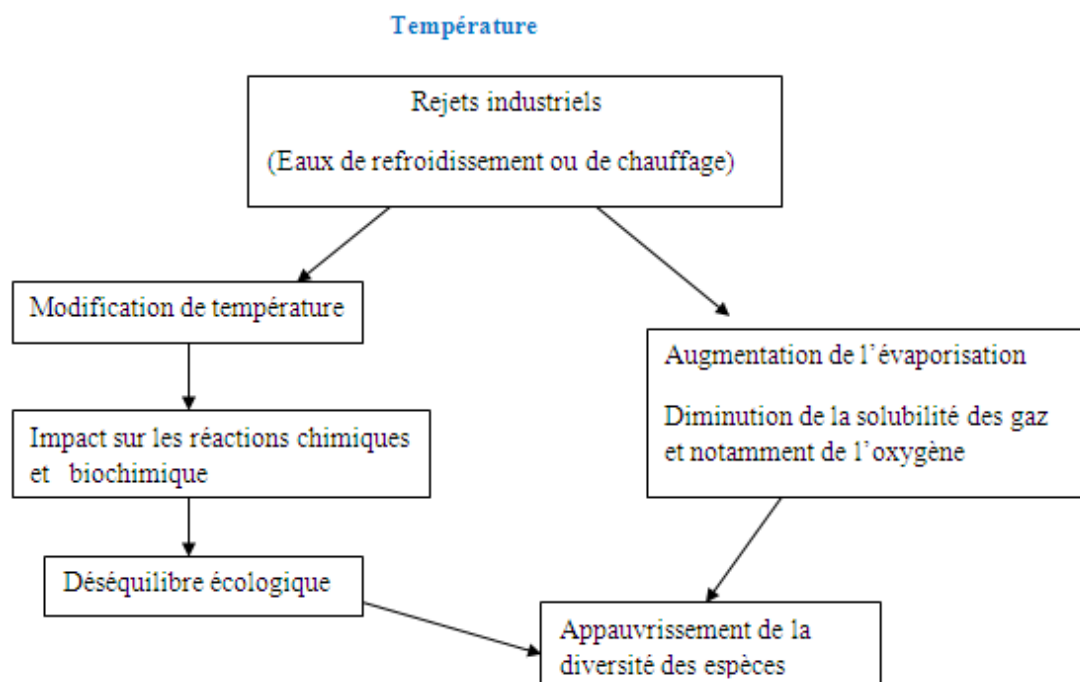 Température
Rejets industriels
(Eaux de refroidissement ou de chauffage)
Modification de température
Augmentation de l’évaporisation
Diminution de la solubilité des gaz
et notamment de l’oxygène
Impact sur les réactions chimiques
et biochimique
Déséquilibre écologique
Appauvrissement de la
diversité des espèces